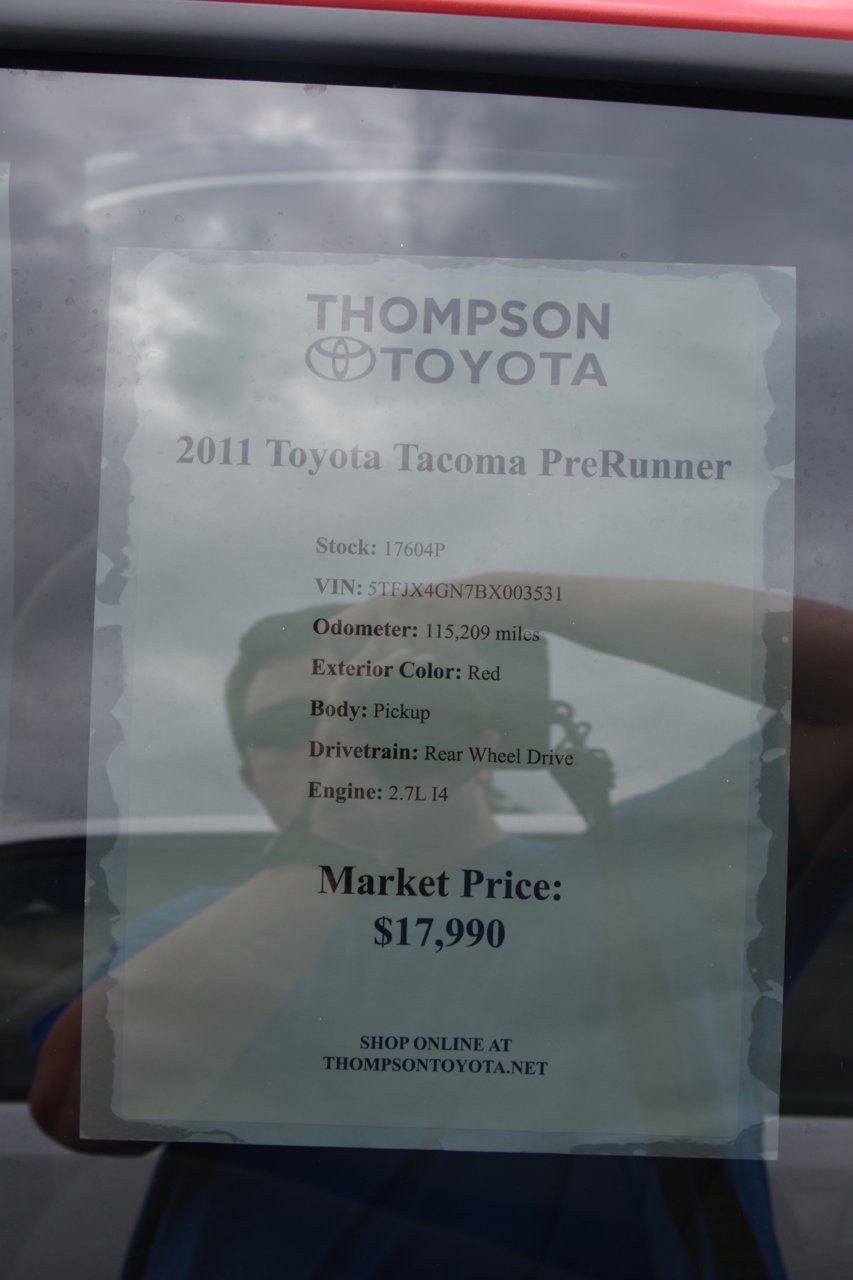 THOMPSON
TOYOTA
2011 Toyota Tacoma PreRunner
Stock: 17604P
VIN: 5TFJX4GN7BX003531
Odometer: 115,209 miles
Exterior Color: Red
Body: Pickup
Drivetrain: Rear Wheel Drive
Engine: 2.7L I4
Market Price:
$17,990
SHOP ONLINE AT
THOMPSONTOYOTA.NET